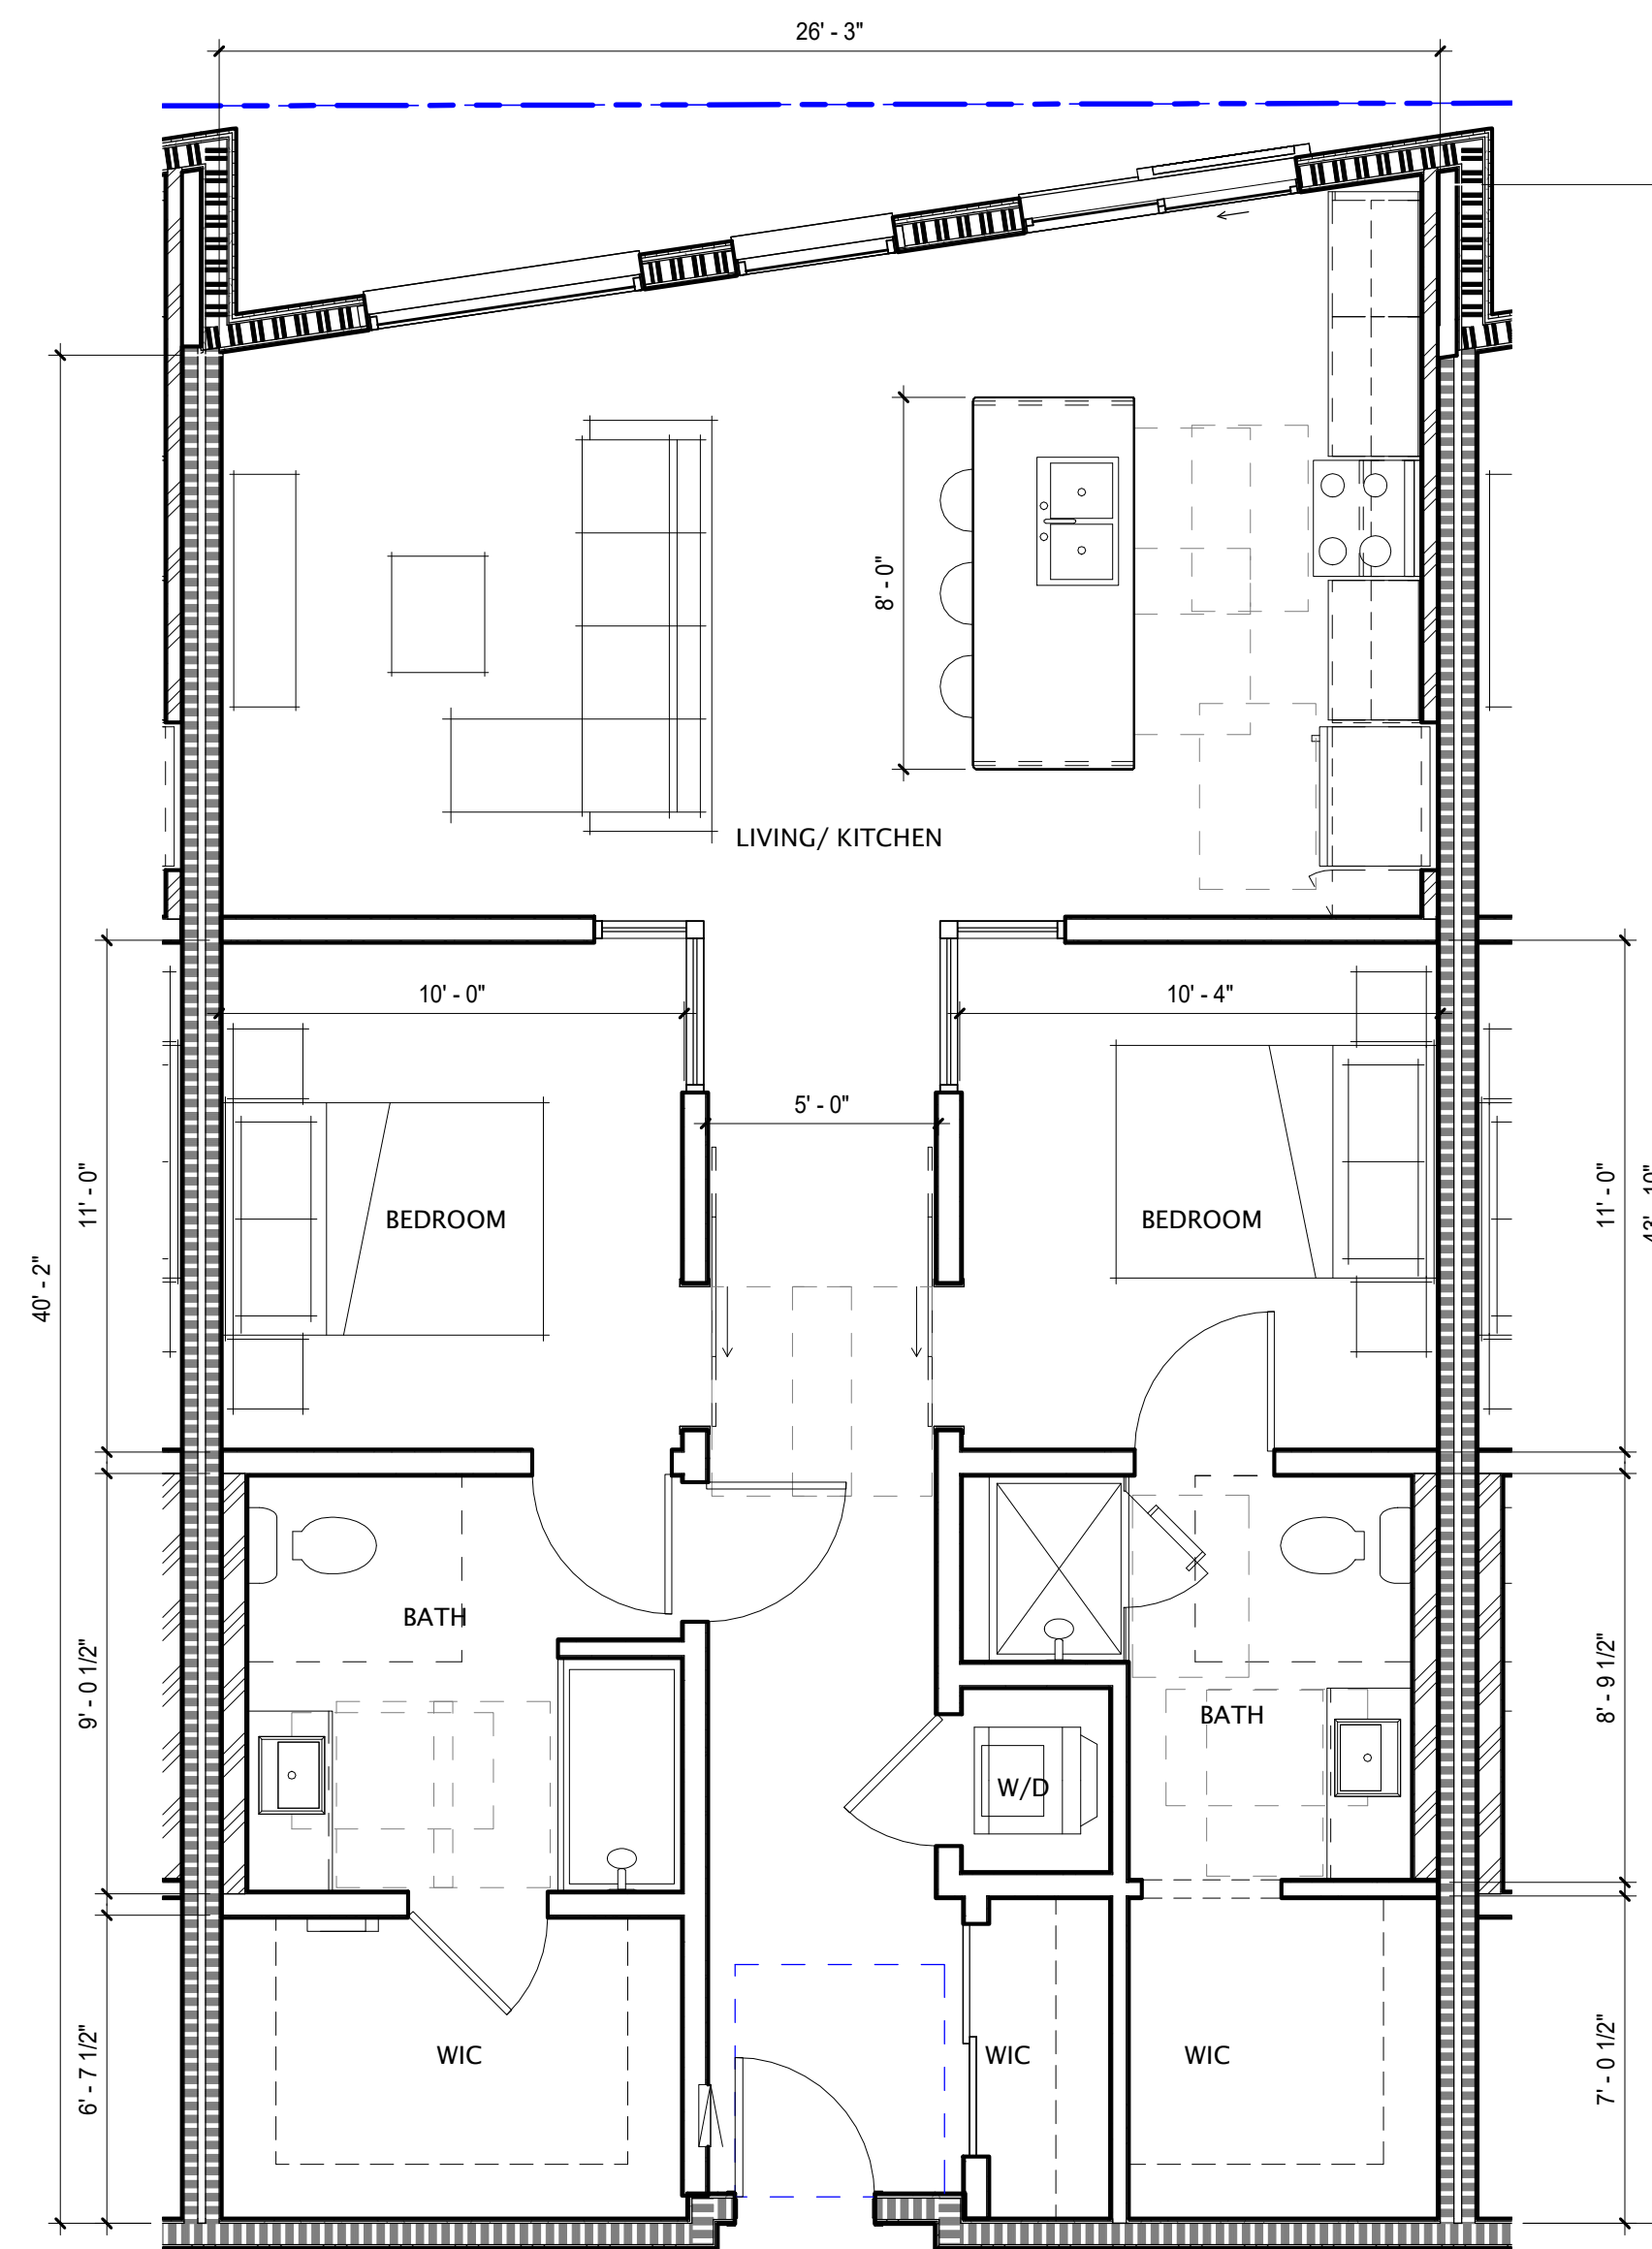 26' - 3"
8' - 0"
LIVING/ KITCHEN
10' - 0"
10' - 4"
5' - 0"
11' - 0"
BEDROOM
BEDROOM
11' - 0"
43' - 10"
40' - 2"
BATH
9' - 0 1/2"
BATH
8' - 9 1/2"
W/D
WIC
WIC
WIC
6' - 7 1/2"
7' - 0 1/2"